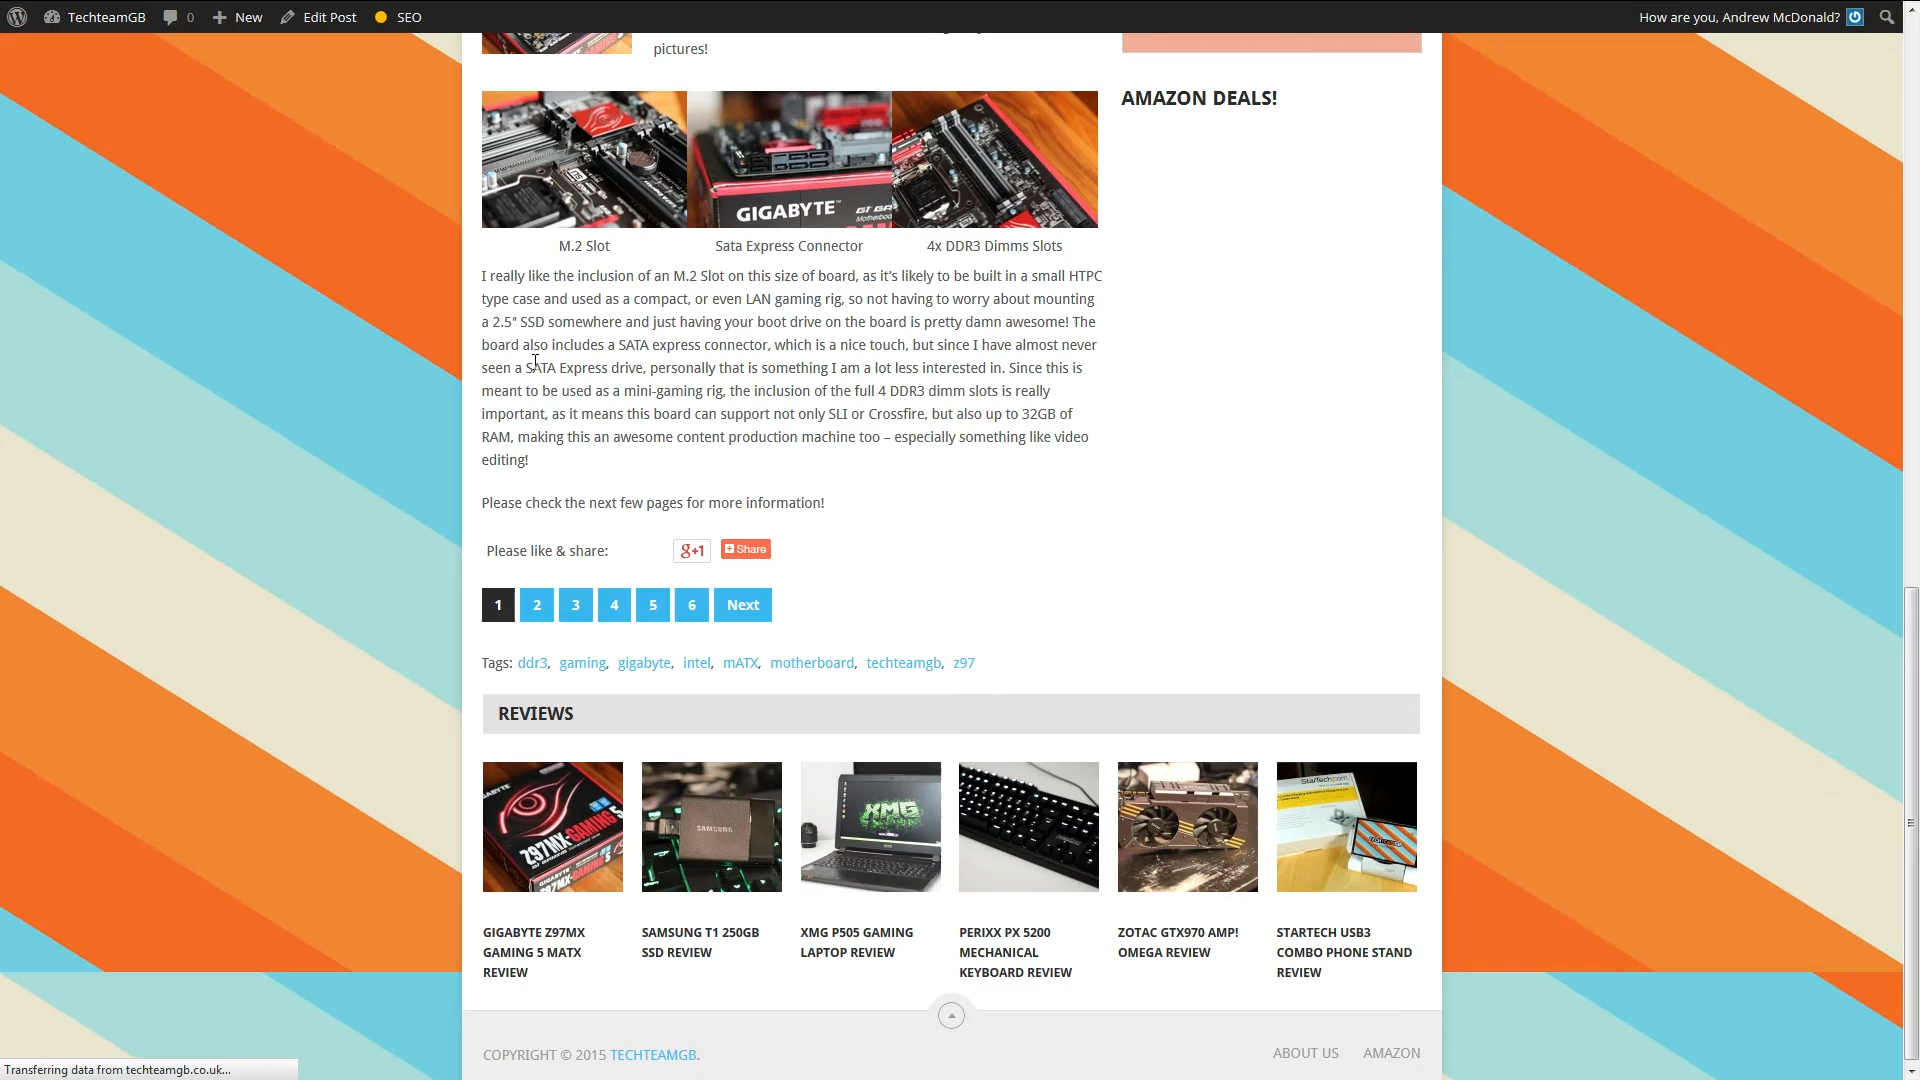 TechteamGB 0 New Edit Post SEO How are you, Andrew McDonald?
pictures!
AMAZON DEALS!
GIGABYTE™
M.2 Slot Sata Express Connector 4x DDR3 Dimms Slots
I really like the inclusion of an M.2 Slot on this size of board, as it’s likely to be built in a small HTPC
type case and used as a compact, or even LAN gaming rig, so not having to worry about mounting
a 2.5″ SSD somewhere and just having your boot drive on the board is pretty damn awesome! The
board also includes a SATA express connector, which is a nice touch, but since I have almost never
seen a SATA Express drive, personally that is something I am a lot less interested in. Since this is
meant to be used as a mini-gaming rig, the inclusion of the full 4 DDR3 dimm slots is really
important, as it means this board can support not only SLI or Crossfire, but also up to 32GB of
RAM, making this an awesome content production machine too – especially something like video
editing!
Please check the next few pages for more information!
Please like & share: g+1 Share
1 2 3 4 5 6 Next
Tags: ddr3, gaming, gigabyte, intel, mATX, motherboard, techteamgb, z97
REVIEWS
GIGABYTE
Z97MX-GAMING 5
SAMSUNG
XMG
StarTech.com
GIGABYTE Z97MX
GAMING 5 MATX
REVIEW
SAMSUNG T1 250GB
SSD REVIEW
XMG P505 GAMING
LAPTOP REVIEW
PERIXX PX 5200
MECHANICAL
KEYBOARD REVIEW
ZOTAC GTX970 AMP!
OMEGA REVIEW
STARTECH USB3
COMBO PHONE STAND
REVIEW
COPYRIGHT © 2015 TECHTEAMGB. ABOUT US AMAZON
Transferring data from techteamgb.co.uk...